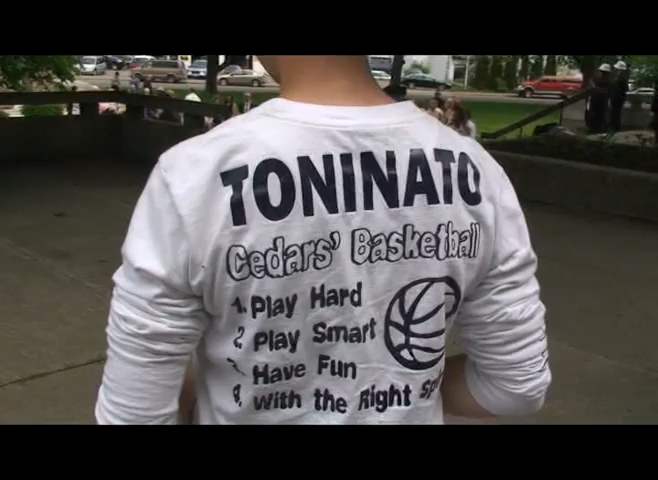 TONINATO
Cedars' Basketball
1. Play Hard
2. Play Smart
Have Fun
With the Right